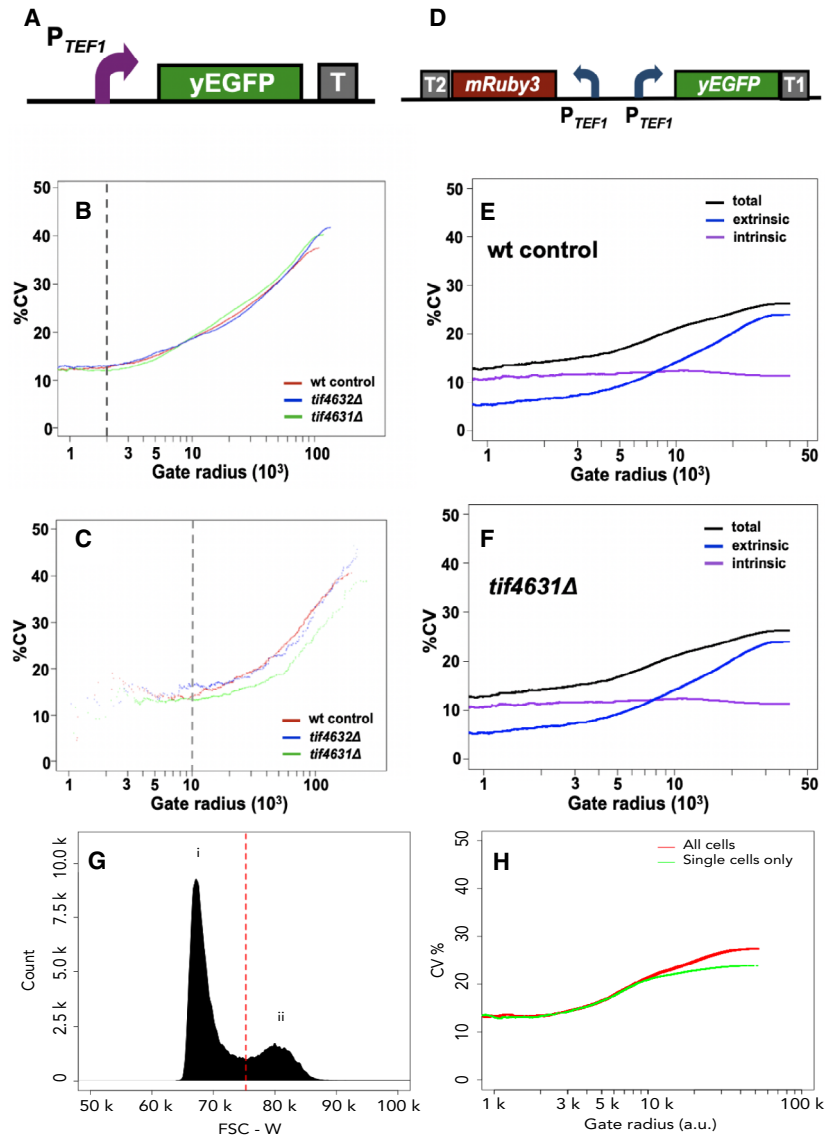 A
P TEF1
yEGFP
T
D
T2
mRuby3
yEGFP
T1
P TEF1
P TEF1
B
50
40
30
20
10
0
%CV
wt control
tif4632Δ
tif4631Δ
1
3
5
10
100
Gate radius (10³)
E
wt control
50
40
30
20
10
0
%CV
total
extrinsic
intrinsic
1
3
5
10
50
Gate radius (10³)
C
50
40
30
20
10
0
%CV
wt control
tif4632Δ
tif4631Δ
1
3
5
10
100
Gate radius (10³)
F
tif4631Δ
50
40
30
20
10
0
%CV
total
extrinsic
intrinsic
1
3
5
10
50
Gate radius (10³)
G
i
ii
10.0 k
7.5 k
5.0 k
2.5 k
0
Count
50 k
60 k
70 k
80 k
90 k
100 k
FSC - W
H
All cells
Single cells only
50
40
30
20
10
0
CV %
1 k
3 k
5 k
10 k
100 k
Gate radius (a.u.)